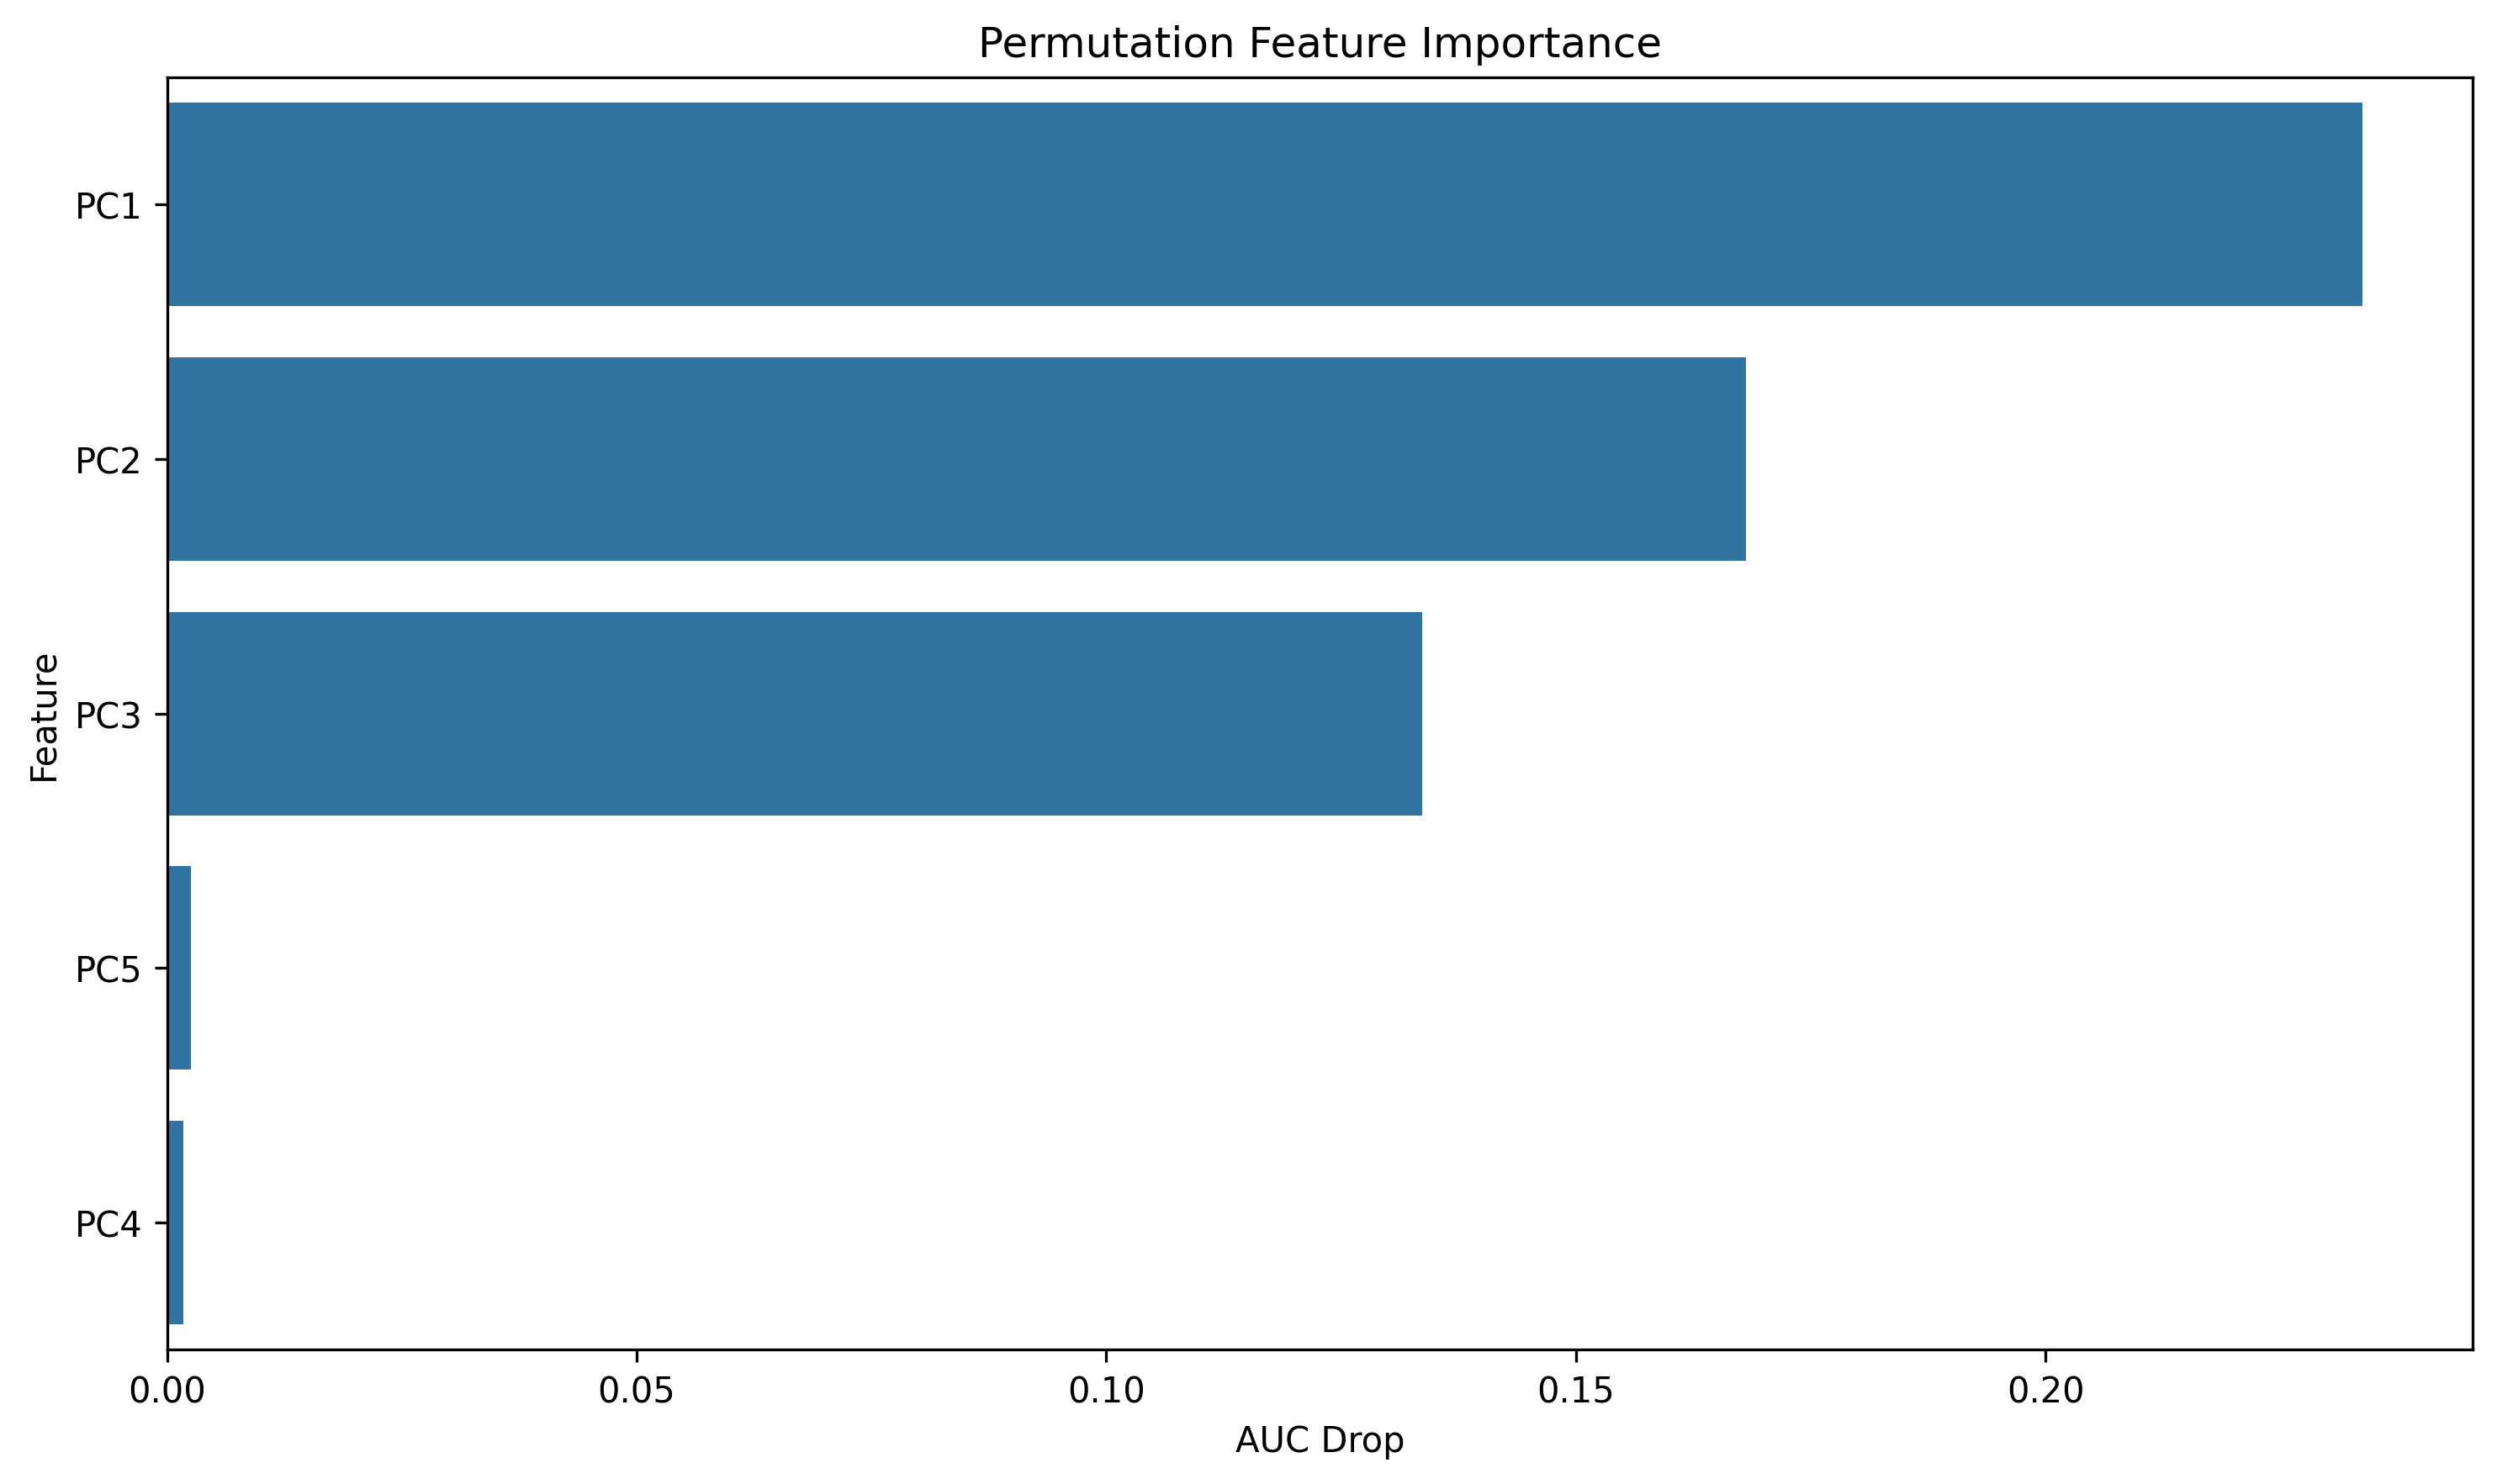 Permutation Feature Importance
PC1
PC2
PC3
PC5
PC4
Feature
0.00
0.05
0.10
0.15
0.20
AUC Drop